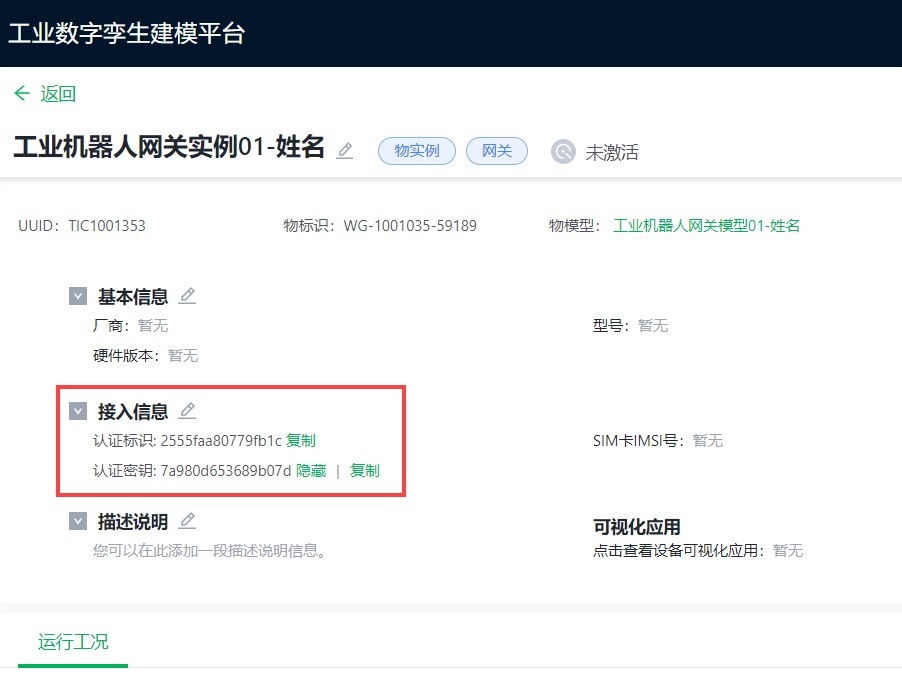 工业数字孪生建模平台
返回
工业机器人网关实例01-姓名 物实例 网关 未激活
UUID: TIC1001353 物标识: WG-1001035-59189 物模型: 工业机器人网关模型01-姓名
基本信息
厂商: 暂无 型号: 暂无
硬件版本: 暂无
接入信息
认证标识: 2555faa80779fb1c 复制 SIM卡IMSI号: 暂无
认证密钥: 7a980d653689b07d 隐藏 | 复制
描述说明 可视化应用
您可以在此添加一段描述说明信息。 点击查看设备可视化应用: 暂无
运行工况